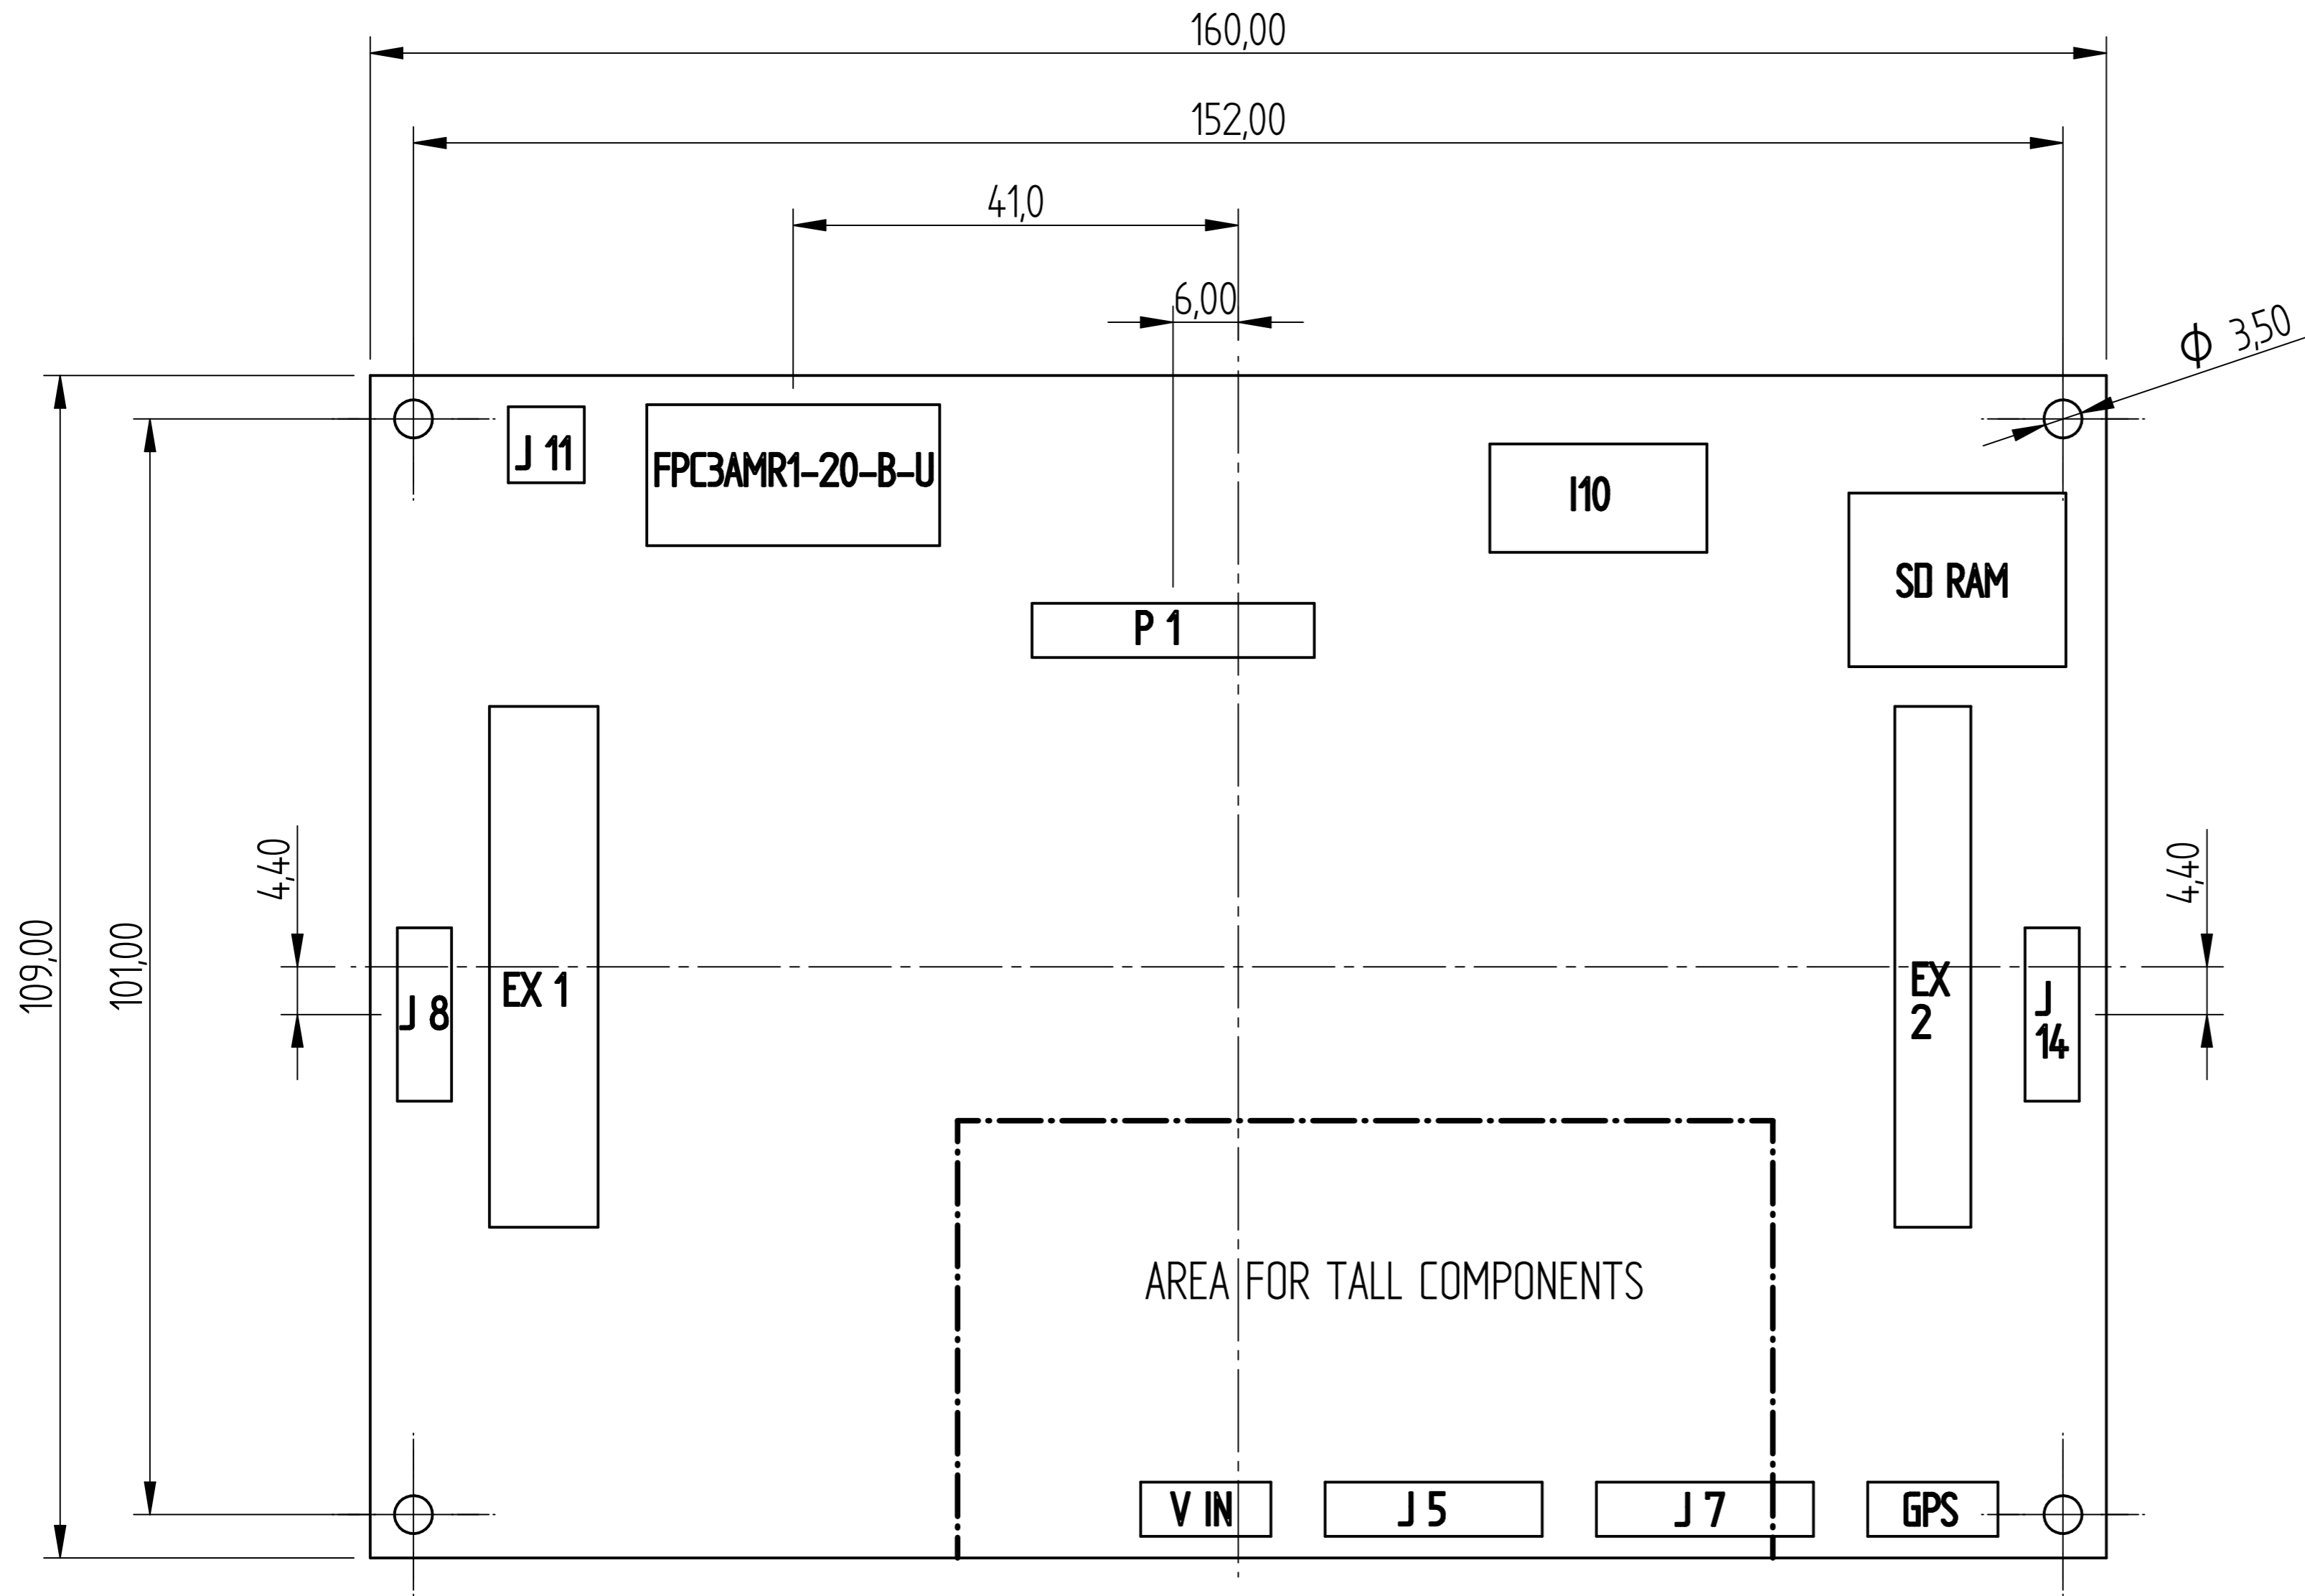 160,00
152,00
41,0
6,00
ϕ 3,50
J 11
FPC3AMR1-20-B-U
I10
SD RAM
P 1
4,40
4,40
109,00
101,00
J 8
EX 1
EX
2
J
14
AREA FOR TALL COMPONENTS
V IN
J 5
J 7
GPS